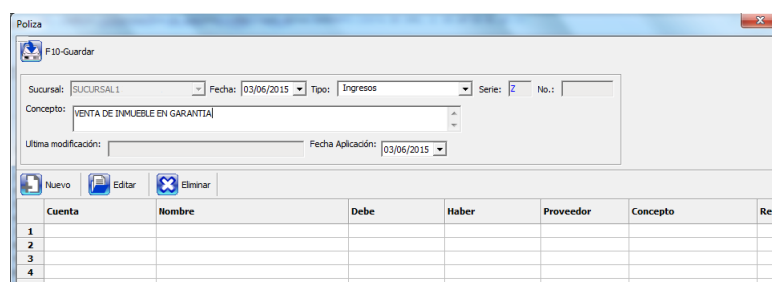 Poliza
F10-Guardar
Sucursal: SUCURSAL1 Fecha: 03/06/2015 Tipo: Ingresos Serie: Z No.:
Concepto: VENTA DE INMUEBLE EN GARANTIA
Ultima modificación: Fecha Aplicación: 03/06/2015
Nuevo Editar Eliminar
Cuenta Nombre Debe Haber Proveedor Concepto Re
1
2
3
4